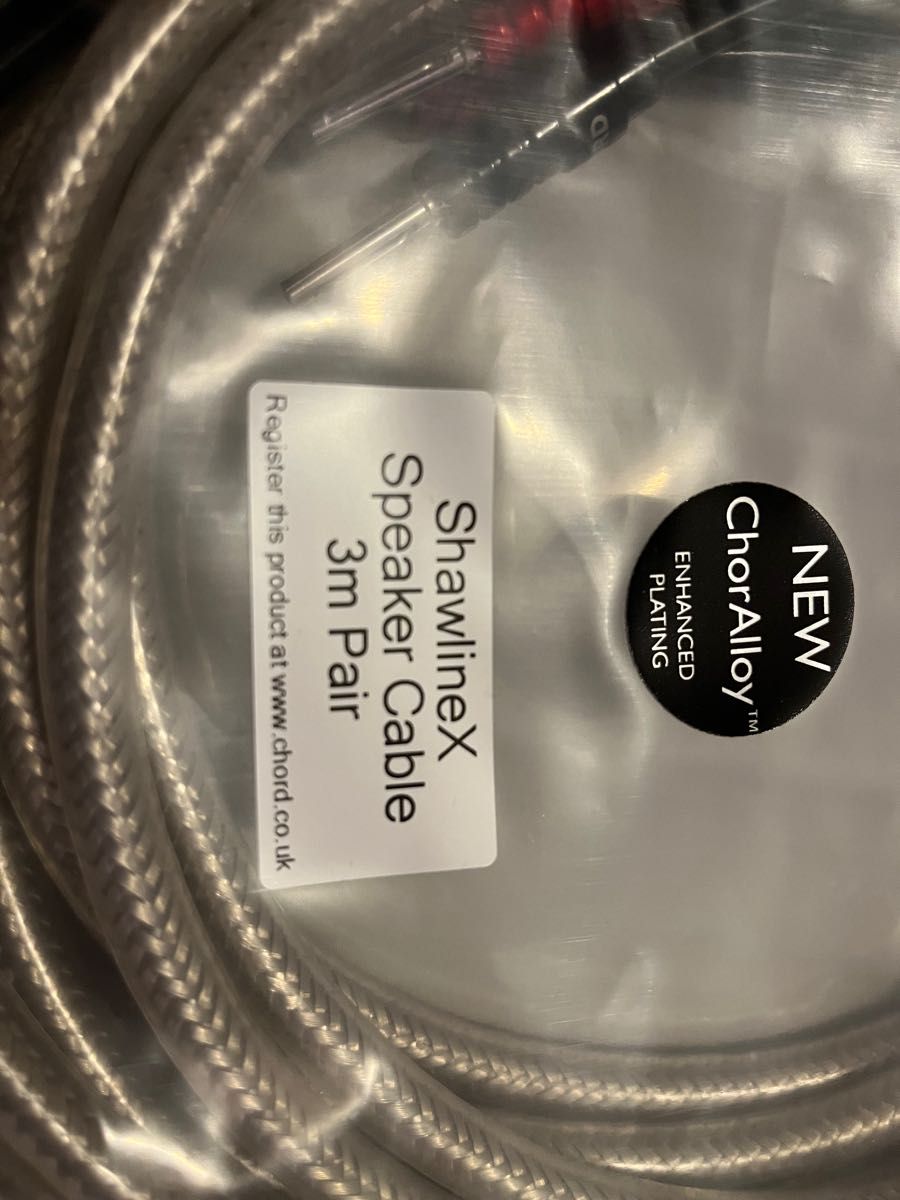 ShawlineX
Speaker Cable
3m Pair
Register this product at www.chord.co.uk
NEW
ChorAlloy™
ENHANCED
PLATING